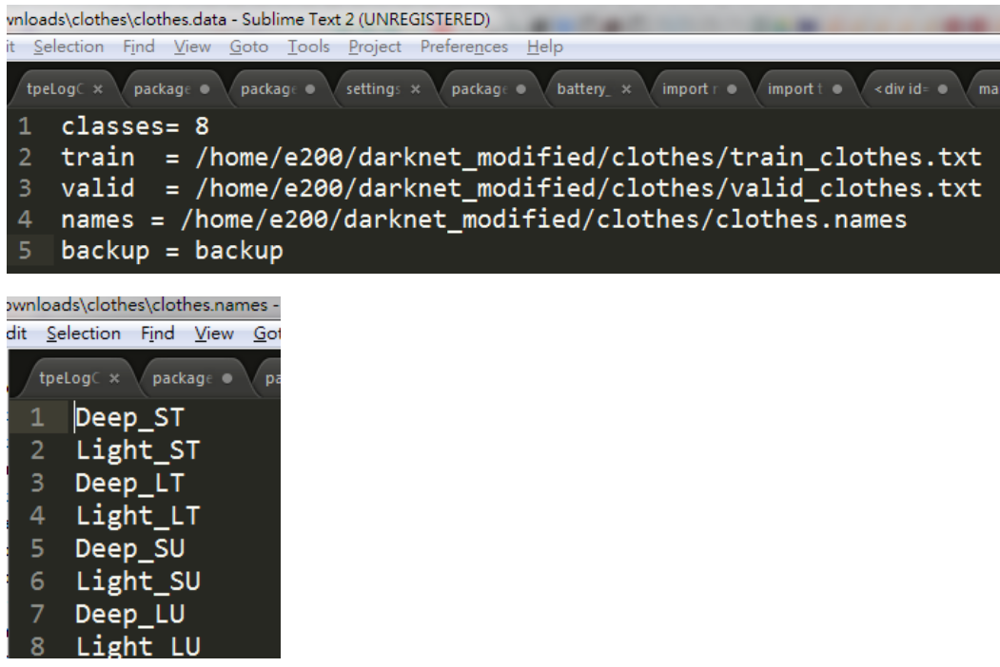 wnloads\clothes\clothes.data - Sublime Text 2 (UNREGISTERED)
it Selection Find View Goto Tools Project Preferences Help
tpeLogC × package package settings × package battery_ × import r import t <div id= ma
1 classes= 8
2 train = /home/e200/darknet_modified/clothes/train_clothes.txt
3 valid = /home/e200/darknet_modified/clothes/valid_clothes.txt
4 names = /home/e200/darknet_modified/clothes/clothes.names
5 backup = backup
ownloads\clothes\clothes.names -
dit Selection Find View Got
tpeLogC × package pa
1 Deep_ST
2 Light_ST
3 Deep_LT
4 Light_LT
5 Deep_SU
6 Light_SU
7 Deep_LU
8 Light_LU